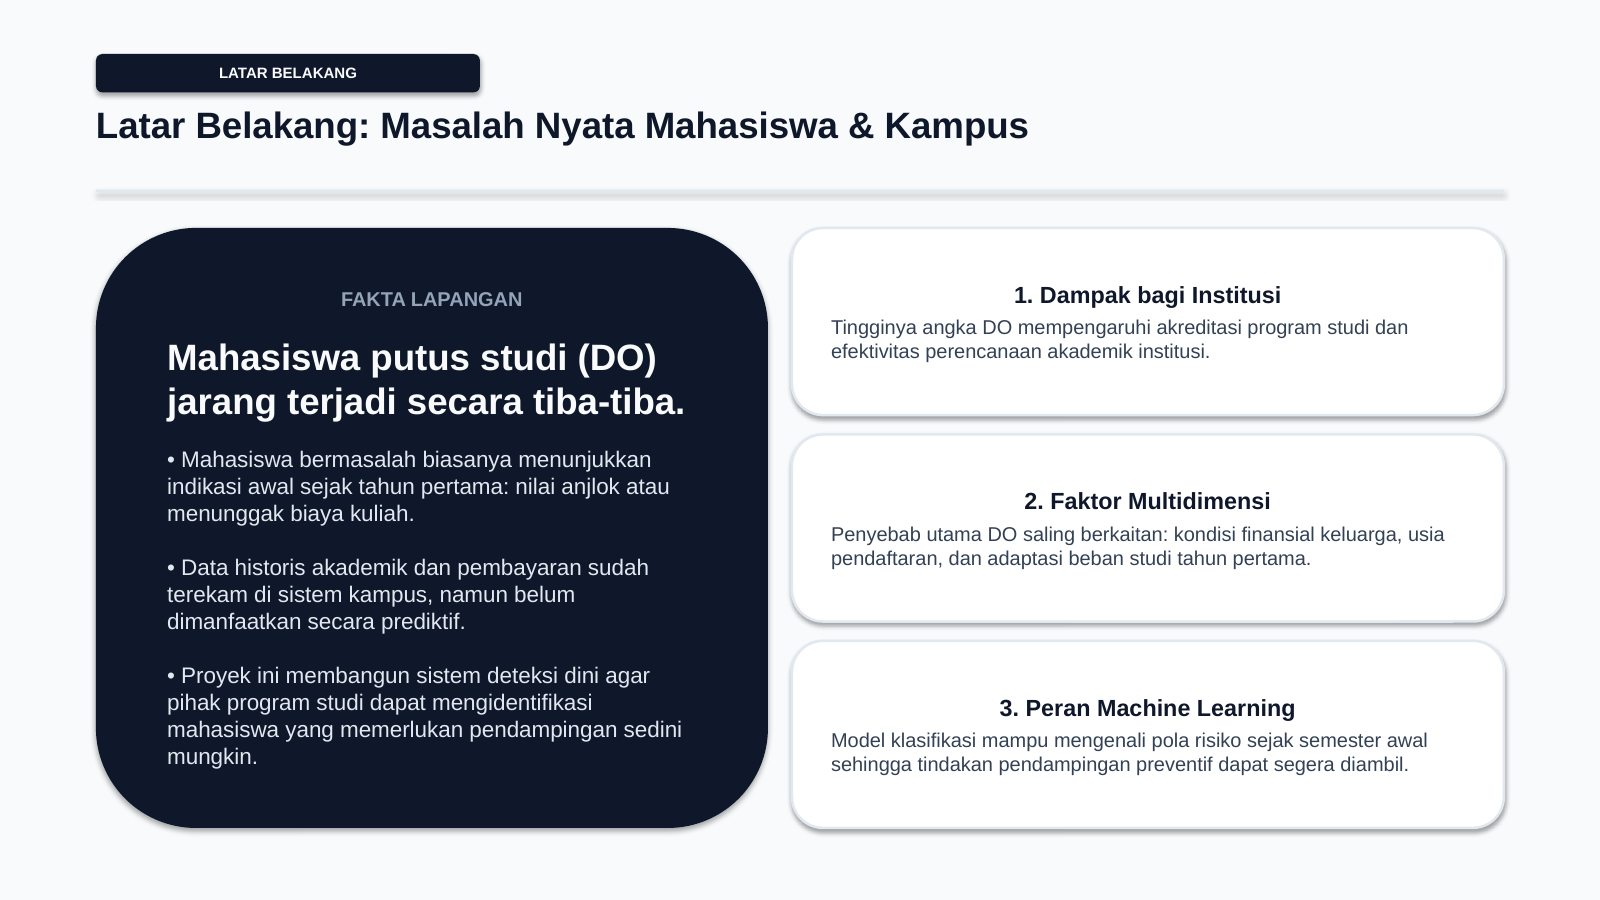 LATAR BELAKANG
Latar Belakang: Masalah Nyata Mahasiswa & Kampus
FAKTA LAPANGAN
Mahasiswa putus studi (DO)
jarang terjadi secara tiba-tiba.
• Mahasiswa bermasalah biasanya menunjukkan
indikasi awal sejak tahun pertama: nilai anjlok atau
menunggak biaya kuliah.
• Data historis akademik dan pembayaran sudah
terekam di sistem kampus, namun belum
dimanfaatkan secara prediktif.
• Proyek ini membangun sistem deteksi dini agar
pihak program studi dapat mengidentifikasi
mahasiswa yang memerlukan pendampingan sedini
mungkin.
1. Dampak bagi Institusi
Tingginya angka DO mempengaruhi akreditasi program studi dan
efektivitas perencanaan akademik institusi.
2. Faktor Multidimensi
Penyebab utama DO saling berkaitan: kondisi finansial keluarga, usia
pendaftaran, dan adaptasi beban studi tahun pertama.
3. Peran Machine Learning
Model klasifikasi mampu mengenali pola risiko sejak semester awal
sehingga tindakan pendampingan preventif dapat segera diambil.